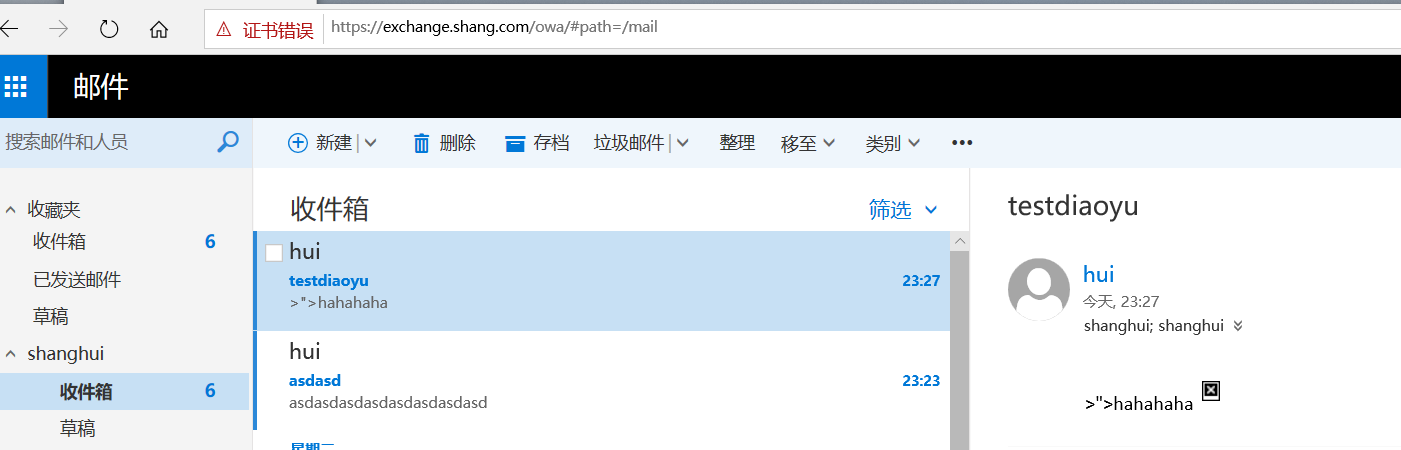 证书错误 https://exchange.shang.com/owa/#path=/mail
邮件
搜索邮件和人员
新建 删除 存档 垃圾邮件 整理 移至 类别 •••
收藏夹
收件箱 6
已发送邮件
草稿
shanghui
收件箱 6
草稿
收件箱 筛选
hui
testdiaoyu 23:27
>">hahahaha
hui
asdasd 23:23
asdasdasdasdasdasdasdasd
testdiaoyu
hui
今天, 23:27
shanghui; shanghui
>">hahahaha